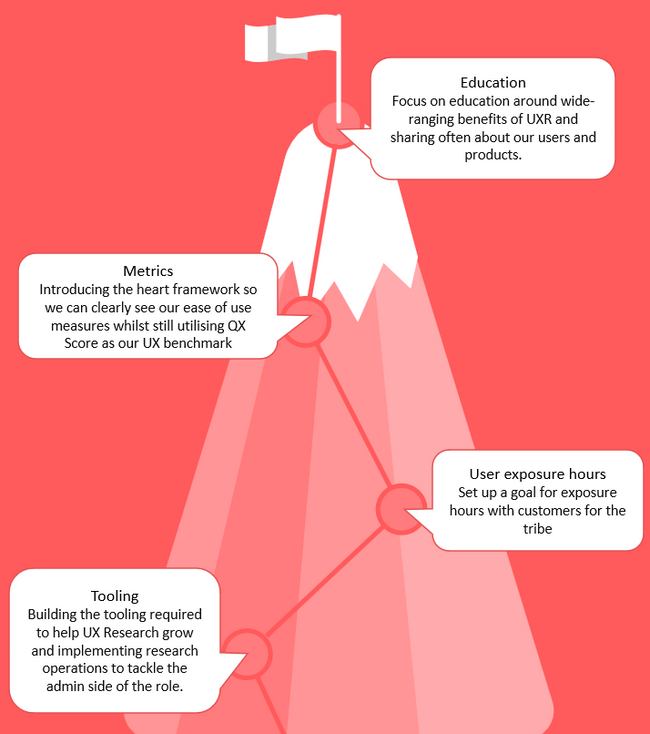 Education
Focus on education around wide-
ranging benefits of UXR and
sharing often about our users and
products.
Metrics
Introducing the heart framework so
we can clearly see our ease of use
measures whilst still utilising QX
Score as our UX benchmark
User exposure hours
Set up a goal for exposure
hours with customers for the
tribe
Tooling
Building the tooling required
to help UX Research grow
and implementing research
operations to tackle the
admin side of the role.